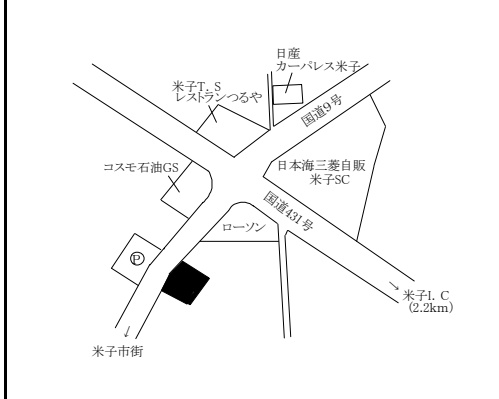 日産
カーパレス米子
米子T．S
レストランつるや
国道9号
コスモ石油GS
日本海三菱自販
米子SC
国道431号
ローソン
P
→
米子I．C
(2.2km)
↓
米子市街